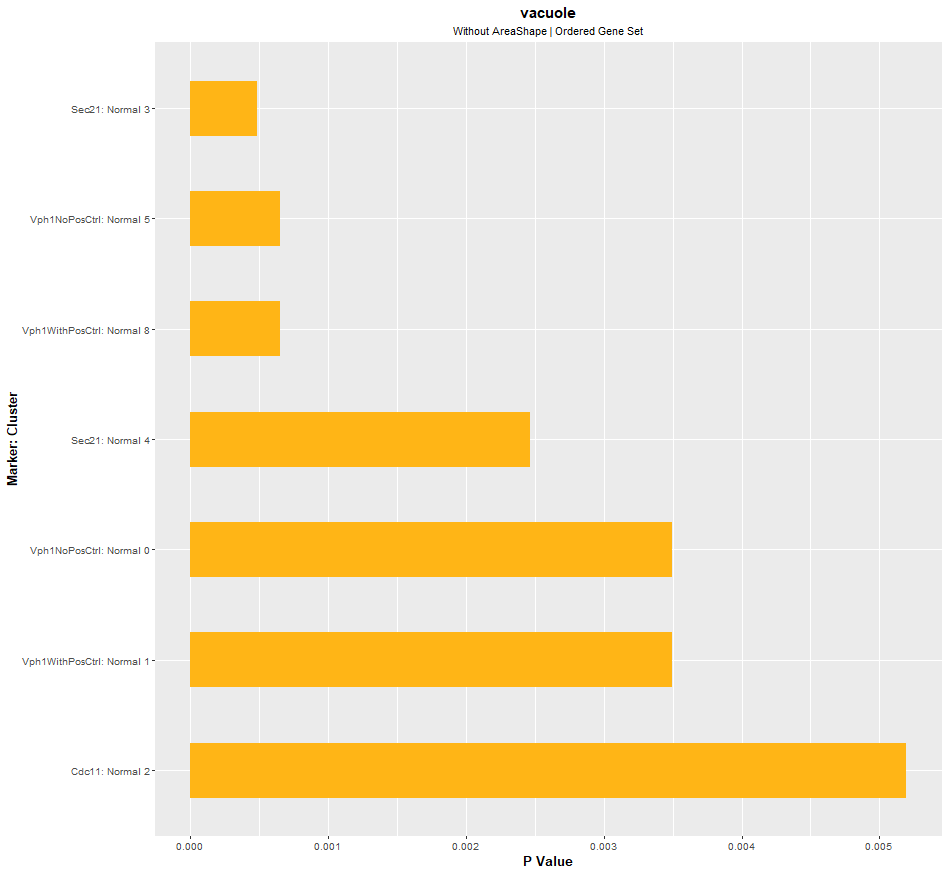 vacuole
Without AreaShape | Ordered Gene Set
Marker: Cluster
Sec21: Normal 3
Vph1NoPosCtrl: Normal 5
Vph1WithPosCtrl: Normal 8
Sec21: Normal 4
Vph1NoPosCtrl: Normal 0
Vph1WithPosCtrl: Normal 1
Cdc11: Normal 2
0.000 0.001 0.002 0.003 0.004 0.005
P Value